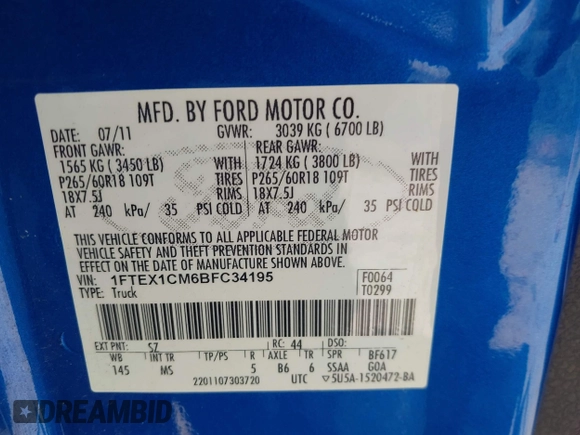 MFD. BY FORD MOTOR CO.
DATE: 07/11 GVWR: 3039 KG ( 6700 LB)
FRONT GAWR: REAR GAWR:
1565 KG ( 3450 LB) WITH 1724 KG ( 3800 LB) WITH
P265/60R18 109T TIRES P265/60R18 109T TIRES
18X7.5J RIMS 18X7.5J RIMS
AT 240 kPa/ 35 PSI COLD AT 240 kPa/ 35 PSI COLD
THIS VEHICLE CONFORMS TO ALL APPLICABLE FEDERAL MOTOR
VEHICLE SAFETY AND THEFT PREVENTION STANDARDS IN
EFFECT ON THE DATE OF MANUFACTURE SHOWN ABOVE.
VIN: 1FTEX1CM6BFC34195 F0064
TYPE: Truck T0299
EXT PNT: SZ RC: 44 DSO:
WB INT TR TP/PS R AXLE TR SPR BF617
145 MS 5 B6 6 SSAA GOA
2201107303720 UTC 5U5A-1520472-BA
DREAMBID